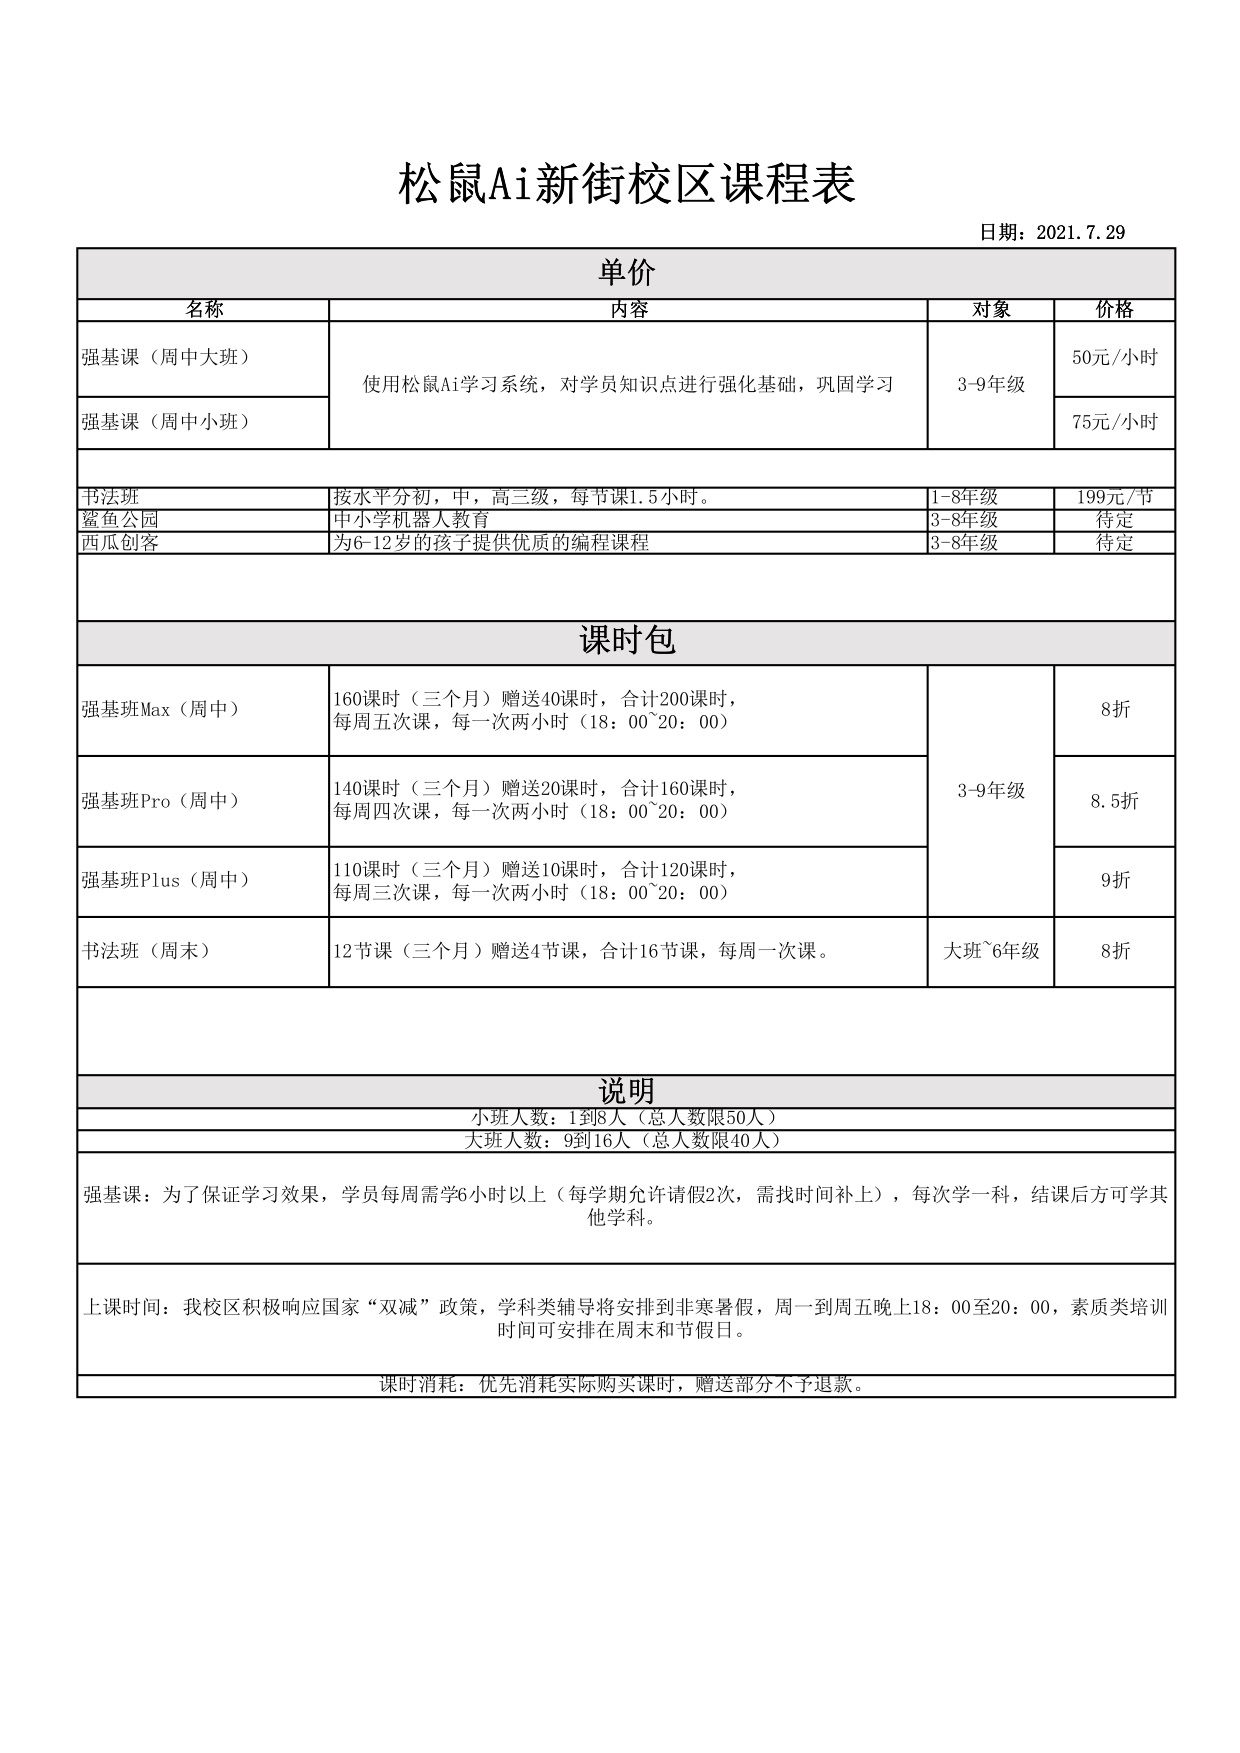 松鼠Ai新街校区课程表
日期：2021.7.29
单价
名称 内容 对象 价格
强基课（周中大班） 50元/小时
使用松鼠Ai学习系统，对学员知识点进行强化基础，巩固学习 3-9年级
强基课（周中小班） 75元/小时
书法班 按水平分初，中，高三级，每节课1.5小时。 1-8年级 199元/节
鲨鱼公园 中小学机器人教育 3-8年级 待定
西瓜创客 为6-12岁的孩子提供优质的编程课程 3-8年级 待定
课时包
强基班Max（周中） 160课时（三个月）赠送40课时，合计200课时， 8折
每周五次课，每一次两小时（18：00~20：00）
强基班Pro（周中） 140课时（三个月）赠送20课时，合计160课时， 3-9年级 8.5折
每周四次课，每一次两小时（18：00~20：00）
强基班Plus（周中） 110课时（三个月）赠送10课时，合计120课时， 9折
每周三次课，每一次两小时（18：00~20：00）
书法班（周末） 12节课（三个月）赠送4节课，合计16节课，每周一次课。 大班~6年级 8折
说明
小班人数：1到8人（总人数限50人）
大班人数：9到16人（总人数限40人）
强基课：为了保证学习效果，学员每周需学6小时以上（每学期允许请假2次，需找时间补上），每次学一科，结课后方可学其
他学科。
上课时间：我校区积极响应国家“双减”政策，学科类辅导将安排到非寒暑假，周一到周五晚上18：00至20：00，素质类培训
时间可安排在周末和节假日。
课时消耗：优先消耗实际购买课时，赠送部分不予退款。